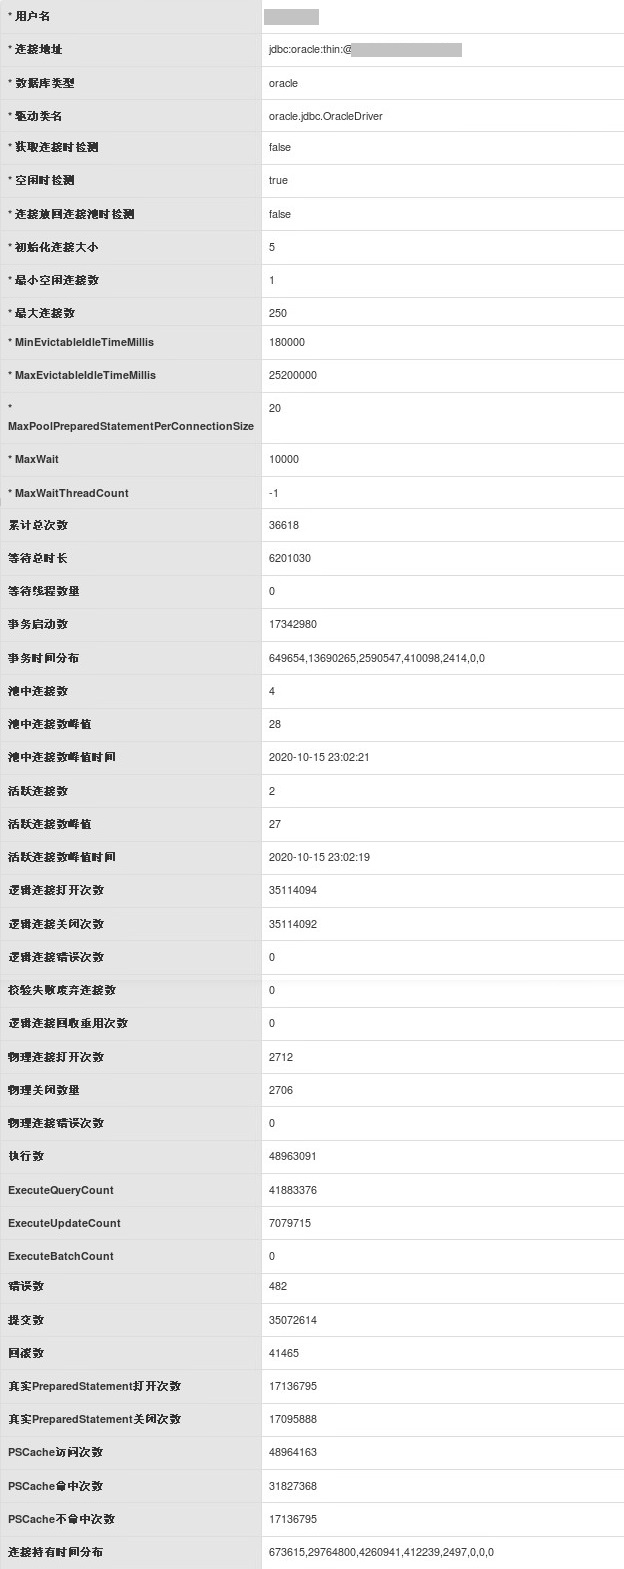 * 用户名
* 连接地址 jdbc:oracle:thin:@
* 数据库类型 oracle
* 驱动类名 oracle.jdbc.OracleDriver
* 获取连接时检测 false
* 空闲时检测 true
* 连接放回连接池时检测 false
* 初始化连接大小 5
* 最小空闲连接数 1
* 最大连接数 250
* MinEvictableIdleTimeMillis 180000
* MaxEvictableIdleTimeMillis 25200000
* MaxPoolPreparedStatementPerConnectionSize 20
* MaxWait 10000
* MaxWaitThreadCount -1
累计总次数 36618
等待总时长 6201030
等待线程数量 0
事务启动数 17342980
事务时间分布 649654,13690265,2590547,410098,2414,0,0
池中连接数 4
池中连接数峰值 28
池中连接数峰值时间 2020-10-15 23:02:21
活跃连接数 2
活跃连接数峰值 27
活跃连接数峰值时间 2020-10-15 23:02:19
逻辑连接打开次数 35114094
逻辑连接关闭次数 35114092
逻辑连接错误次数 0
校验失败废弃连接数 0
逻辑连接回收重用次数 0
物理连接打开次数 2712
物理关闭数量 2706
物理连接错误次数 0
执行数 48963091
ExecuteQueryCount 41883376
ExecuteUpdateCount 7079715
ExecuteBatchCount 0
错误数 482
提交数 35072614
回滚数 41465
真实PreparedStatement打开次数 17136795
真实PreparedStatement关闭次数 17095888
PSCache访问次数 48964163
PSCache命中次数 31827368
PSCache不命中次数 17136795
连接持有时间分布 673615,29764800,4260941,412239,2497,0,0,0